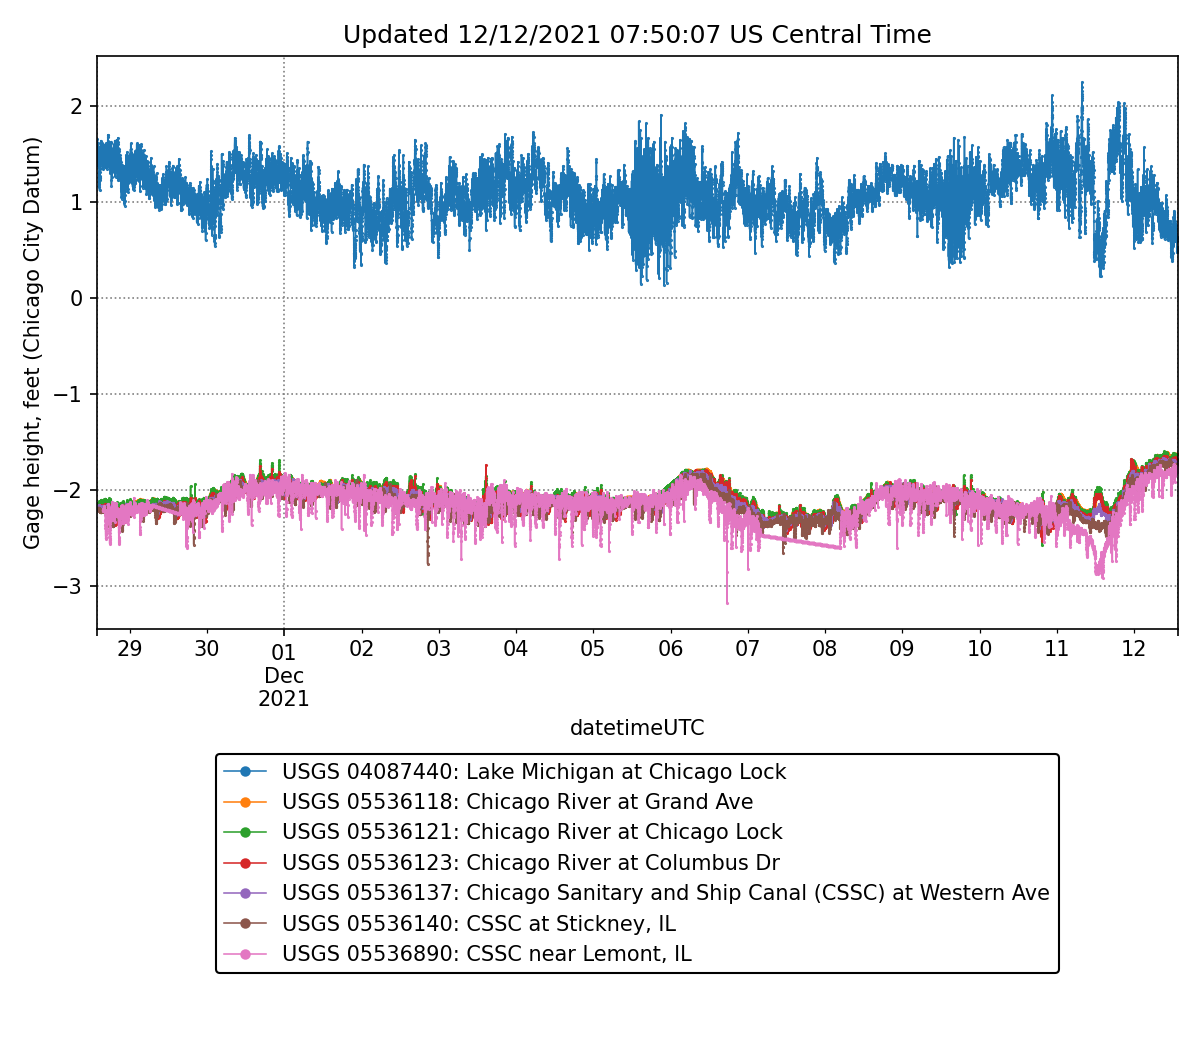 Updated 12/12/2021 07:50:07 US Central Time
Gage height, feet (Chicago City Datum)
2
1
0
−1
−2
−3
29 30 01 02 03 04 05 06 07 08 09 10 11 12
Dec
2021
datetimeUTC
USGS 04087440: Lake Michigan at Chicago Lock
USGS 05536118: Chicago River at Grand Ave
USGS 05536121: Chicago River at Chicago Lock
USGS 05536123: Chicago River at Columbus Dr
USGS 05536137: Chicago Sanitary and Ship Canal (CSSC) at Western Ave
USGS 05536140: CSSC at Stickney, IL
USGS 05536890: CSSC near Lemont, IL